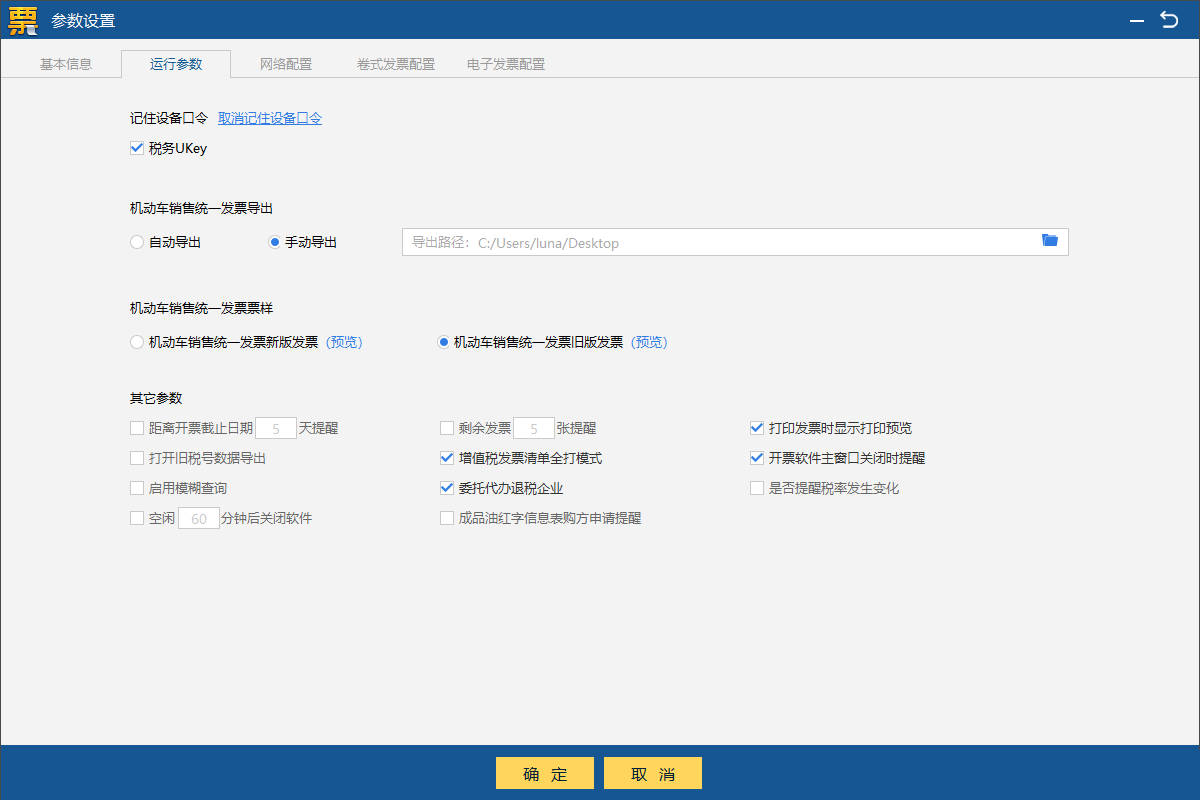 票 参数设置
基本信息 运行参数 网络配置 卷式发票配置 电子发票配置
记住设备口令 取消记住设备口令
税务UKey
机动车销售统一发票导出
自动导出 手动导出 导出路径：C:/Users/luna/Desktop
机动车销售统一发票票样
机动车销售统一发票新版发票（预览） 机动车销售统一发票旧版发票（预览）
其它参数
距离开票截止日期 5 天提醒 剩余发票 5 张提醒 打印发票时显示打印预览
打开旧税号数据导出 增值税发票清单全打模式 开票软件主窗口关闭时提醒
启用模糊查询 委托代办退税企业 是否提醒税率发生变化
空闲 60 分钟后关闭软件 成品油红字信息表购方申请提醒
确 定 取 消